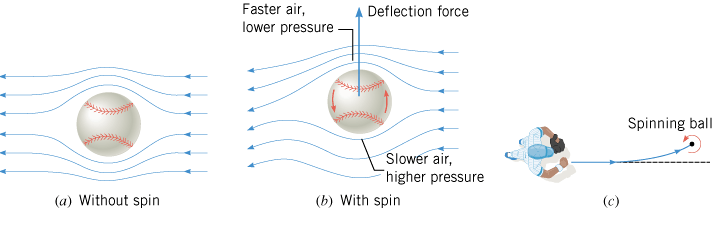 Faster air,
lower pressure
Deflection force
Slower air,
higher pressure
Spinning ball
(a) Without spin
(b) With spin
(c)